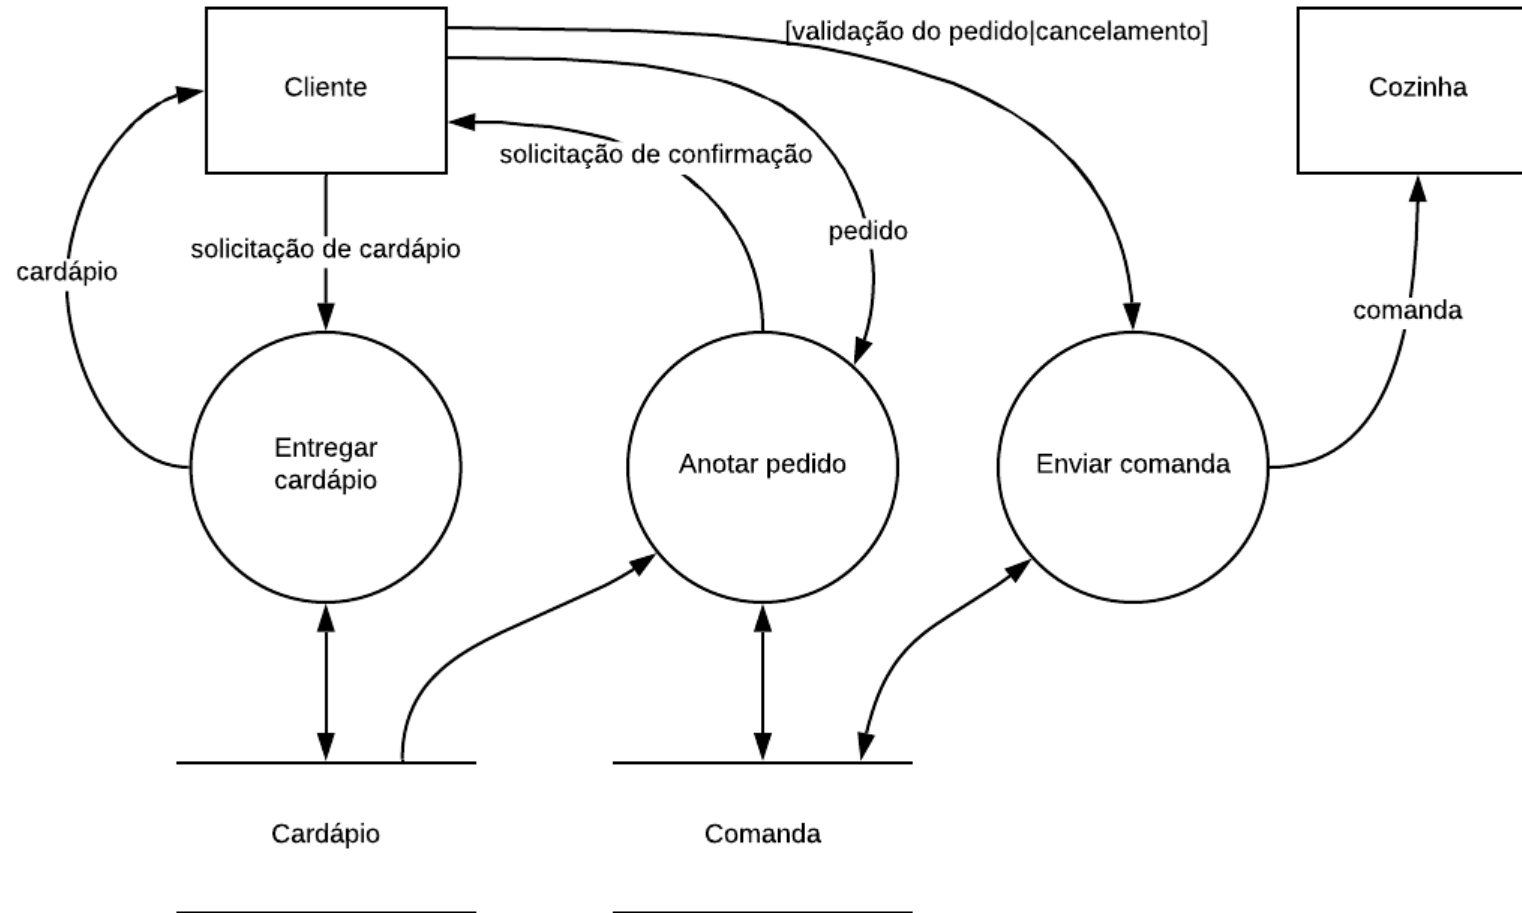 [validação do pedido|cancelamento]
Cliente
Cozinha
solicitação de confirmação
pedido
solicitação de cardápio
cardápio
comanda
Entregar
cardápio
Anotar pedido
Enviar comanda
Cardápio
Comanda